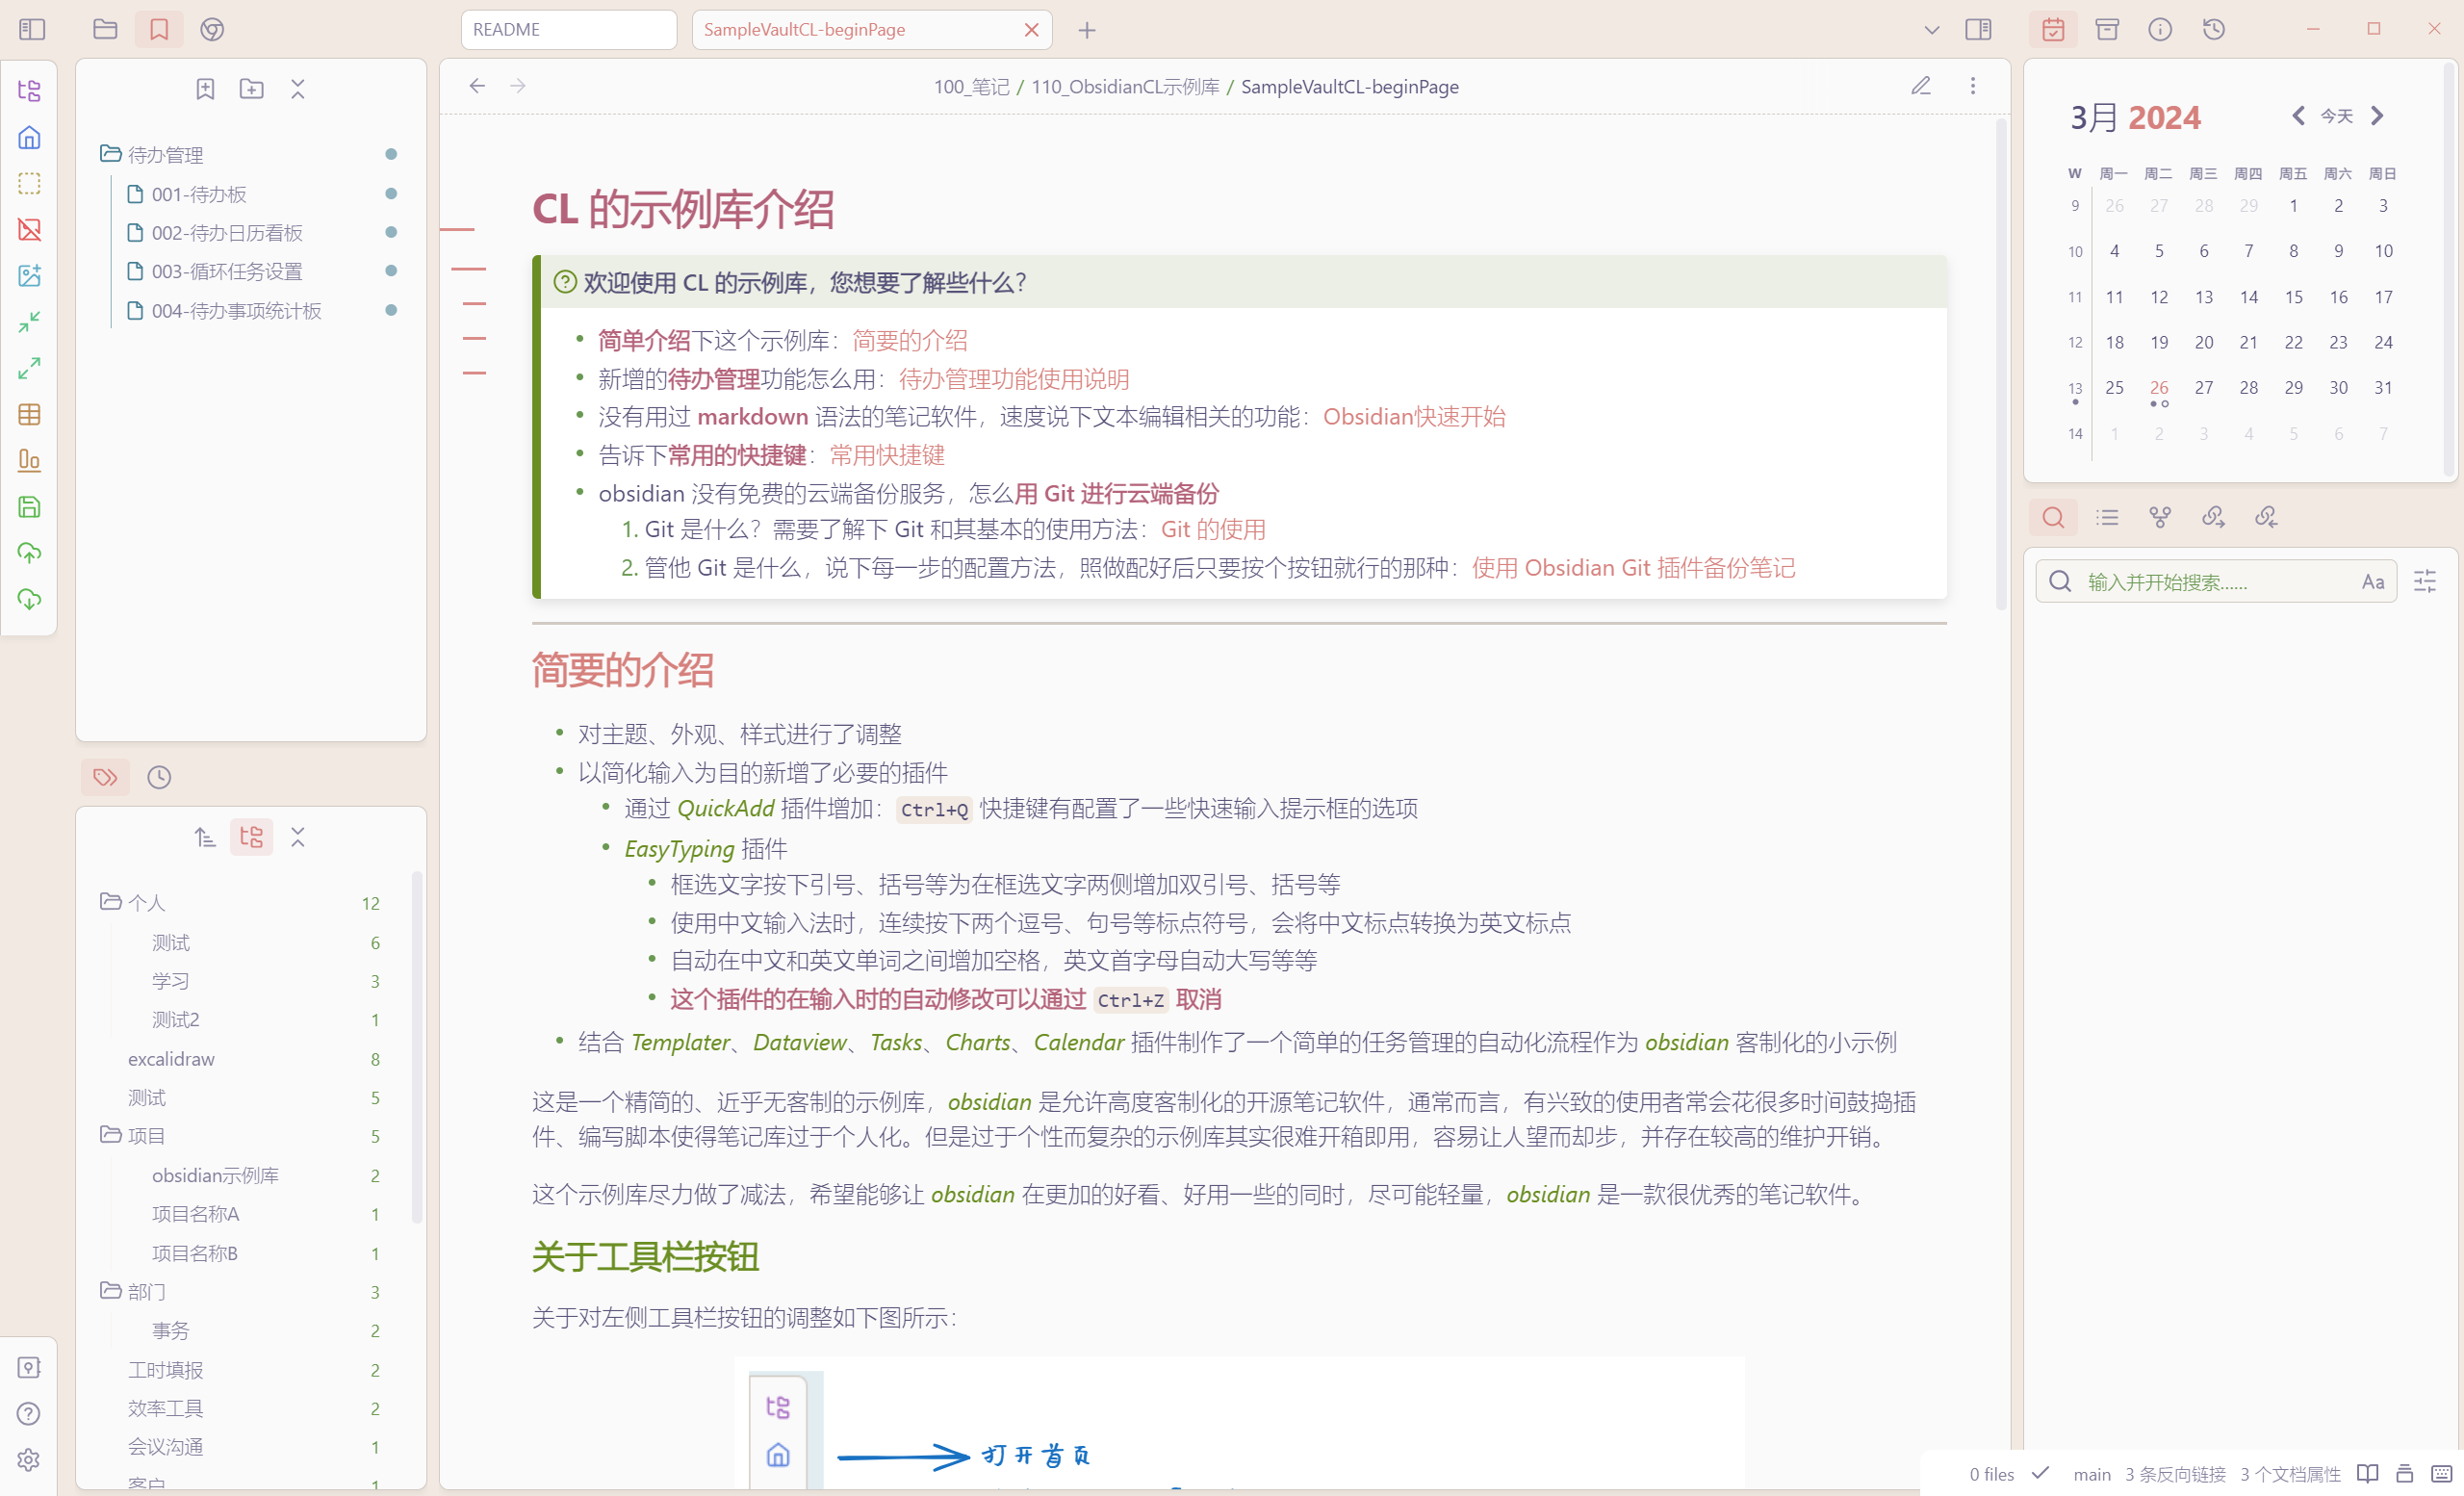 README
SampleVaultCL-beginPage
待办管理
001-待办板
002-待办日历看板
003-循环任务设置
004-待办事项统计板
个人 12
测试 6
学习 3
测试2 1
excalidraw 8
测试 5
项目 5
obsidian示例库 2
项目名称A 1
项目名称B 1
部门 3
事务 2
工时填报 2
效率工具 2
会议沟通 1
客户 1
100_笔记 / 110_ObsidianCL示例库 / SampleVaultCL-beginPage
CL 的示例库介绍
欢迎使用 CL 的示例库，您想要了解些什么？
简单介绍下这个示例库：简要的介绍
新增的待办管理功能怎么用：待办管理功能使用说明
没有用过 markdown 语法的笔记软件，速度说下文本编辑相关的功能：Obsidian快速开始
告诉下常用的快捷键：常用快捷键
obsidian 没有免费的云端备份服务，怎么用 Git 进行云端备份
1. Git 是什么？需要了解下 Git 和其基本的使用方法：Git 的使用
2. 管他 Git 是什么，说下每一步的配置方法，照做配好后只要按个按钮就行的那种：使用 Obsidian Git 插件备份笔记
简要的介绍
对主题、外观、样式进行了调整
以简化输入为目的新增了必要的插件
通过 QuickAdd 插件增加：Ctrl+Q 快捷键有配置了一些快速输入提示框的选项
EasyTyping 插件
框选文字按下引号、括号等为在框选文字两侧增加双引号、括号等
使用中文输入法时，连续按下两个逗号、句号等标点符号，会将中文标点转换为英文标点
自动在中文和英文单词之间增加空格，英文首字母自动大写等等
这个插件的在输入时的自动修改可以通过 Ctrl+Z 取消
结合 Templater、Dataview、Tasks、Charts、Calendar 插件制作了一个简单的任务管理的自动化流程作为 obsidian 客制化的小示例
这是一个精简的、近乎无客制的示例库，obsidian 是允许高度客制化的开源笔记软件，通常而言，有兴致的使用者常会花很多时间鼓捣插
件、编写脚本使得笔记库过于个人化。但是过于个性而复杂的示例库其实很难开箱即用，容易让人望而却步，并存在较高的维护开销。
这个示例库尽力做了减法，希望能够让 obsidian 在更加的好看、好用一些的同时，尽可能轻量，obsidian 是一款很优秀的笔记软件。
关于工具栏按钮
关于对左侧工具栏按钮的调整如下图所示：
打开首页
3月 2024 今天
W 周一 周二 周三 周四 周五 周六 周日
9 26 27 28 29 1 2 3
10 4 5 6 7 8 9 10
11 11 12 13 14 15 16 17
12 18 19 20 21 22 23 24
13 25 26 27 28 29 30 31
14 1 2 3 4 5 6 7
输入并开始搜索...... Aa
0 files main 3 条反向链接 3 个文档属性